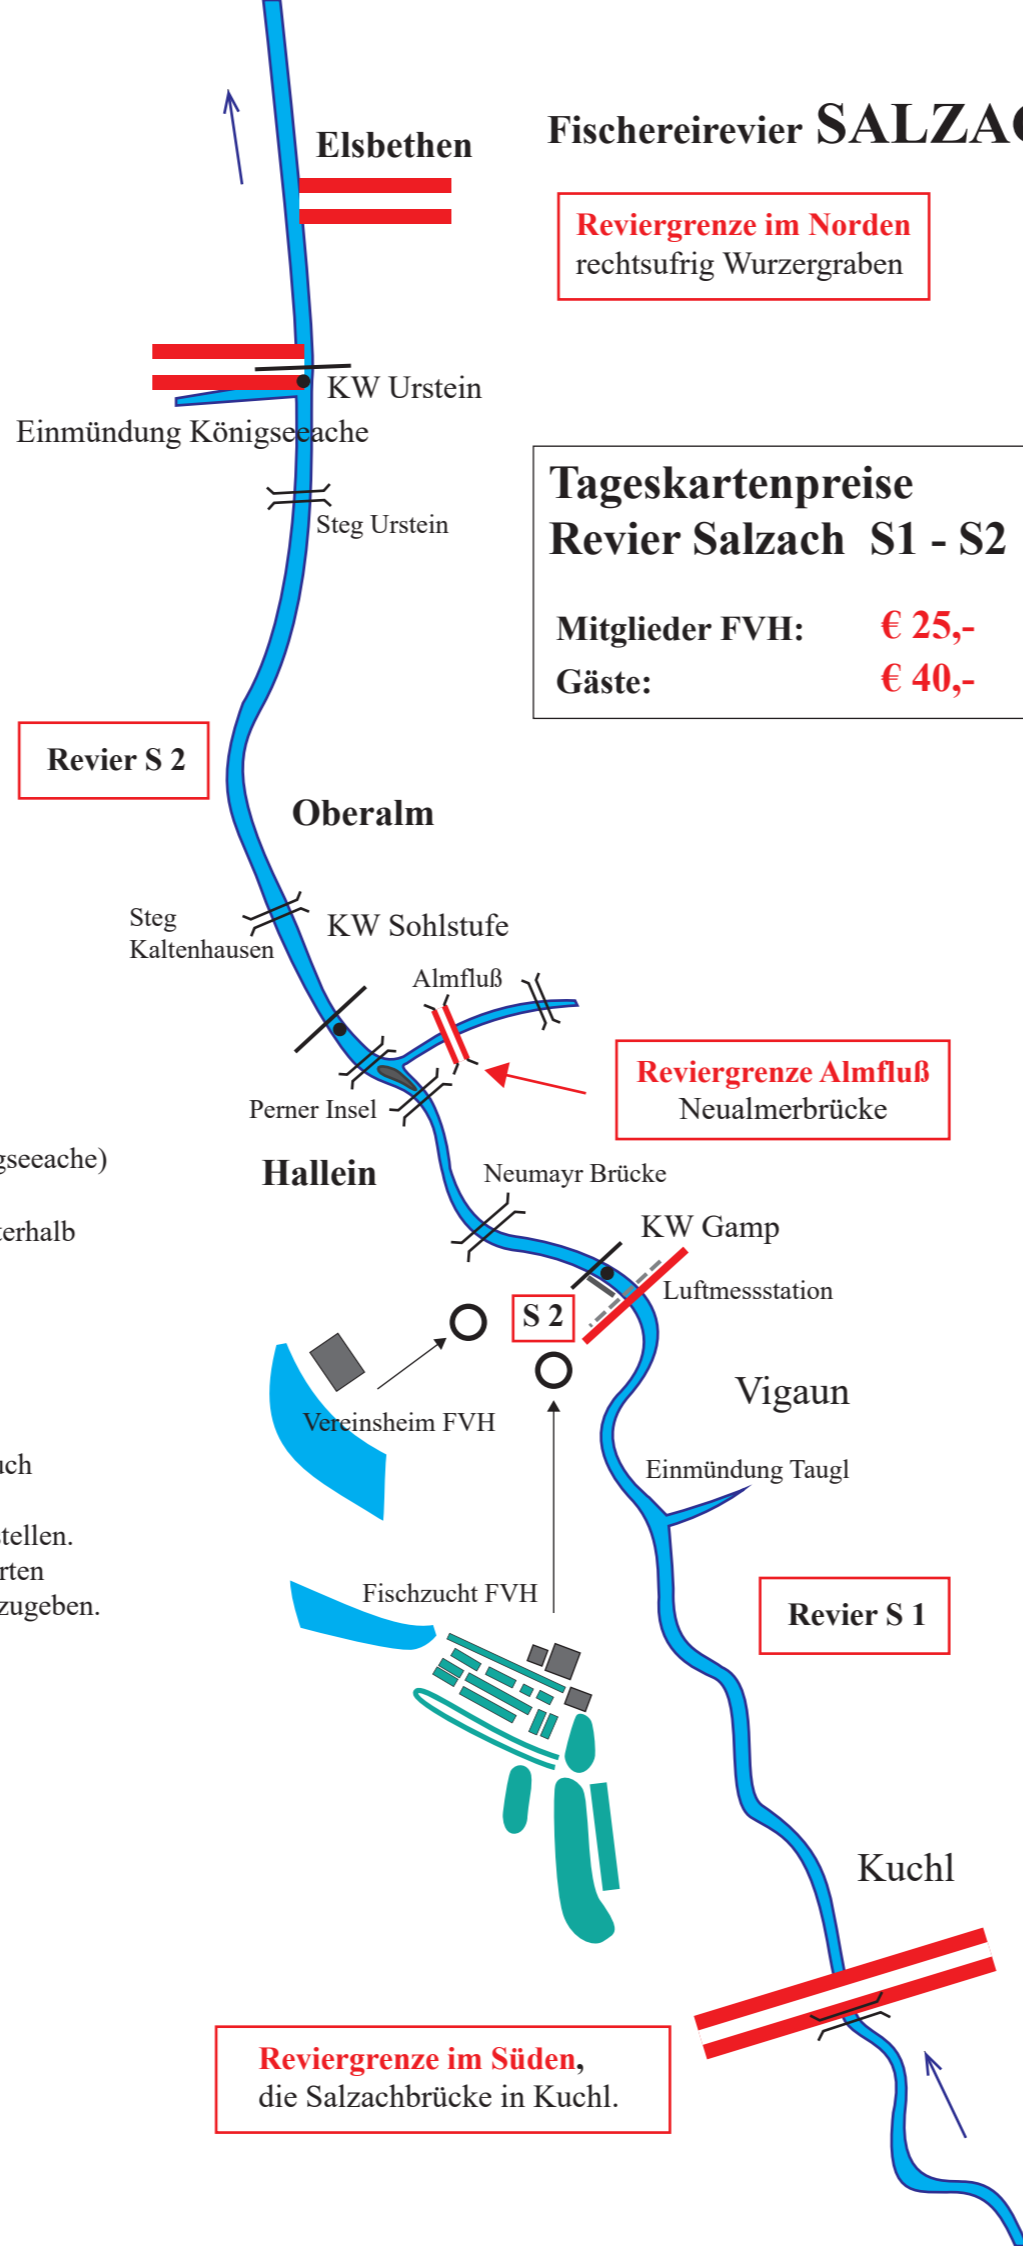 Fischereirevier
Elsbethen
Reviergrenze im Norden
rechtsufrig Wurzergraben
KW Urstein
Einmündung Königseeache
Steg Urstein
Tageskartenpreise
Revier Salzach S1 - S2
Mitglieder FVH: € 25,-
Gäste: € 40,-
Revier S 2
Oberalm
Steg
Kaltenhausen
KW Sohlstufe
Almfluß
Reviergrenze Almfluß
Neualmerbrücke
Perner Insel
gseeache)
Hallein
Neumayr Brücke
terhalb
KW Gamp
Luftmessstation
S 2
Vigaun
Vereinsheim FVH
uch
Einmündung Taugl
tellen.
rten
zugeben.
Fischzucht FVH
Revier S 1
Kuchl
Reviergrenze im Süden,
die Salzachbrücke in Kuchl.